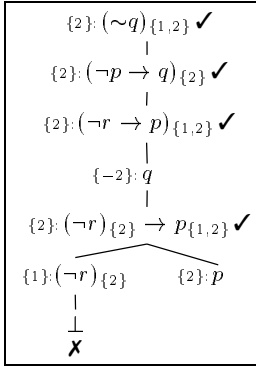 {2}: (∼q){1,2} ✓
{2}: (¬p → q){2} ✓
{2}: (¬r → p){1,2} ✓
{−2}: q
{2}: (¬r){2} → p{1,2} ✓
{1}: (¬r){2} {2}: p
⊥
✗